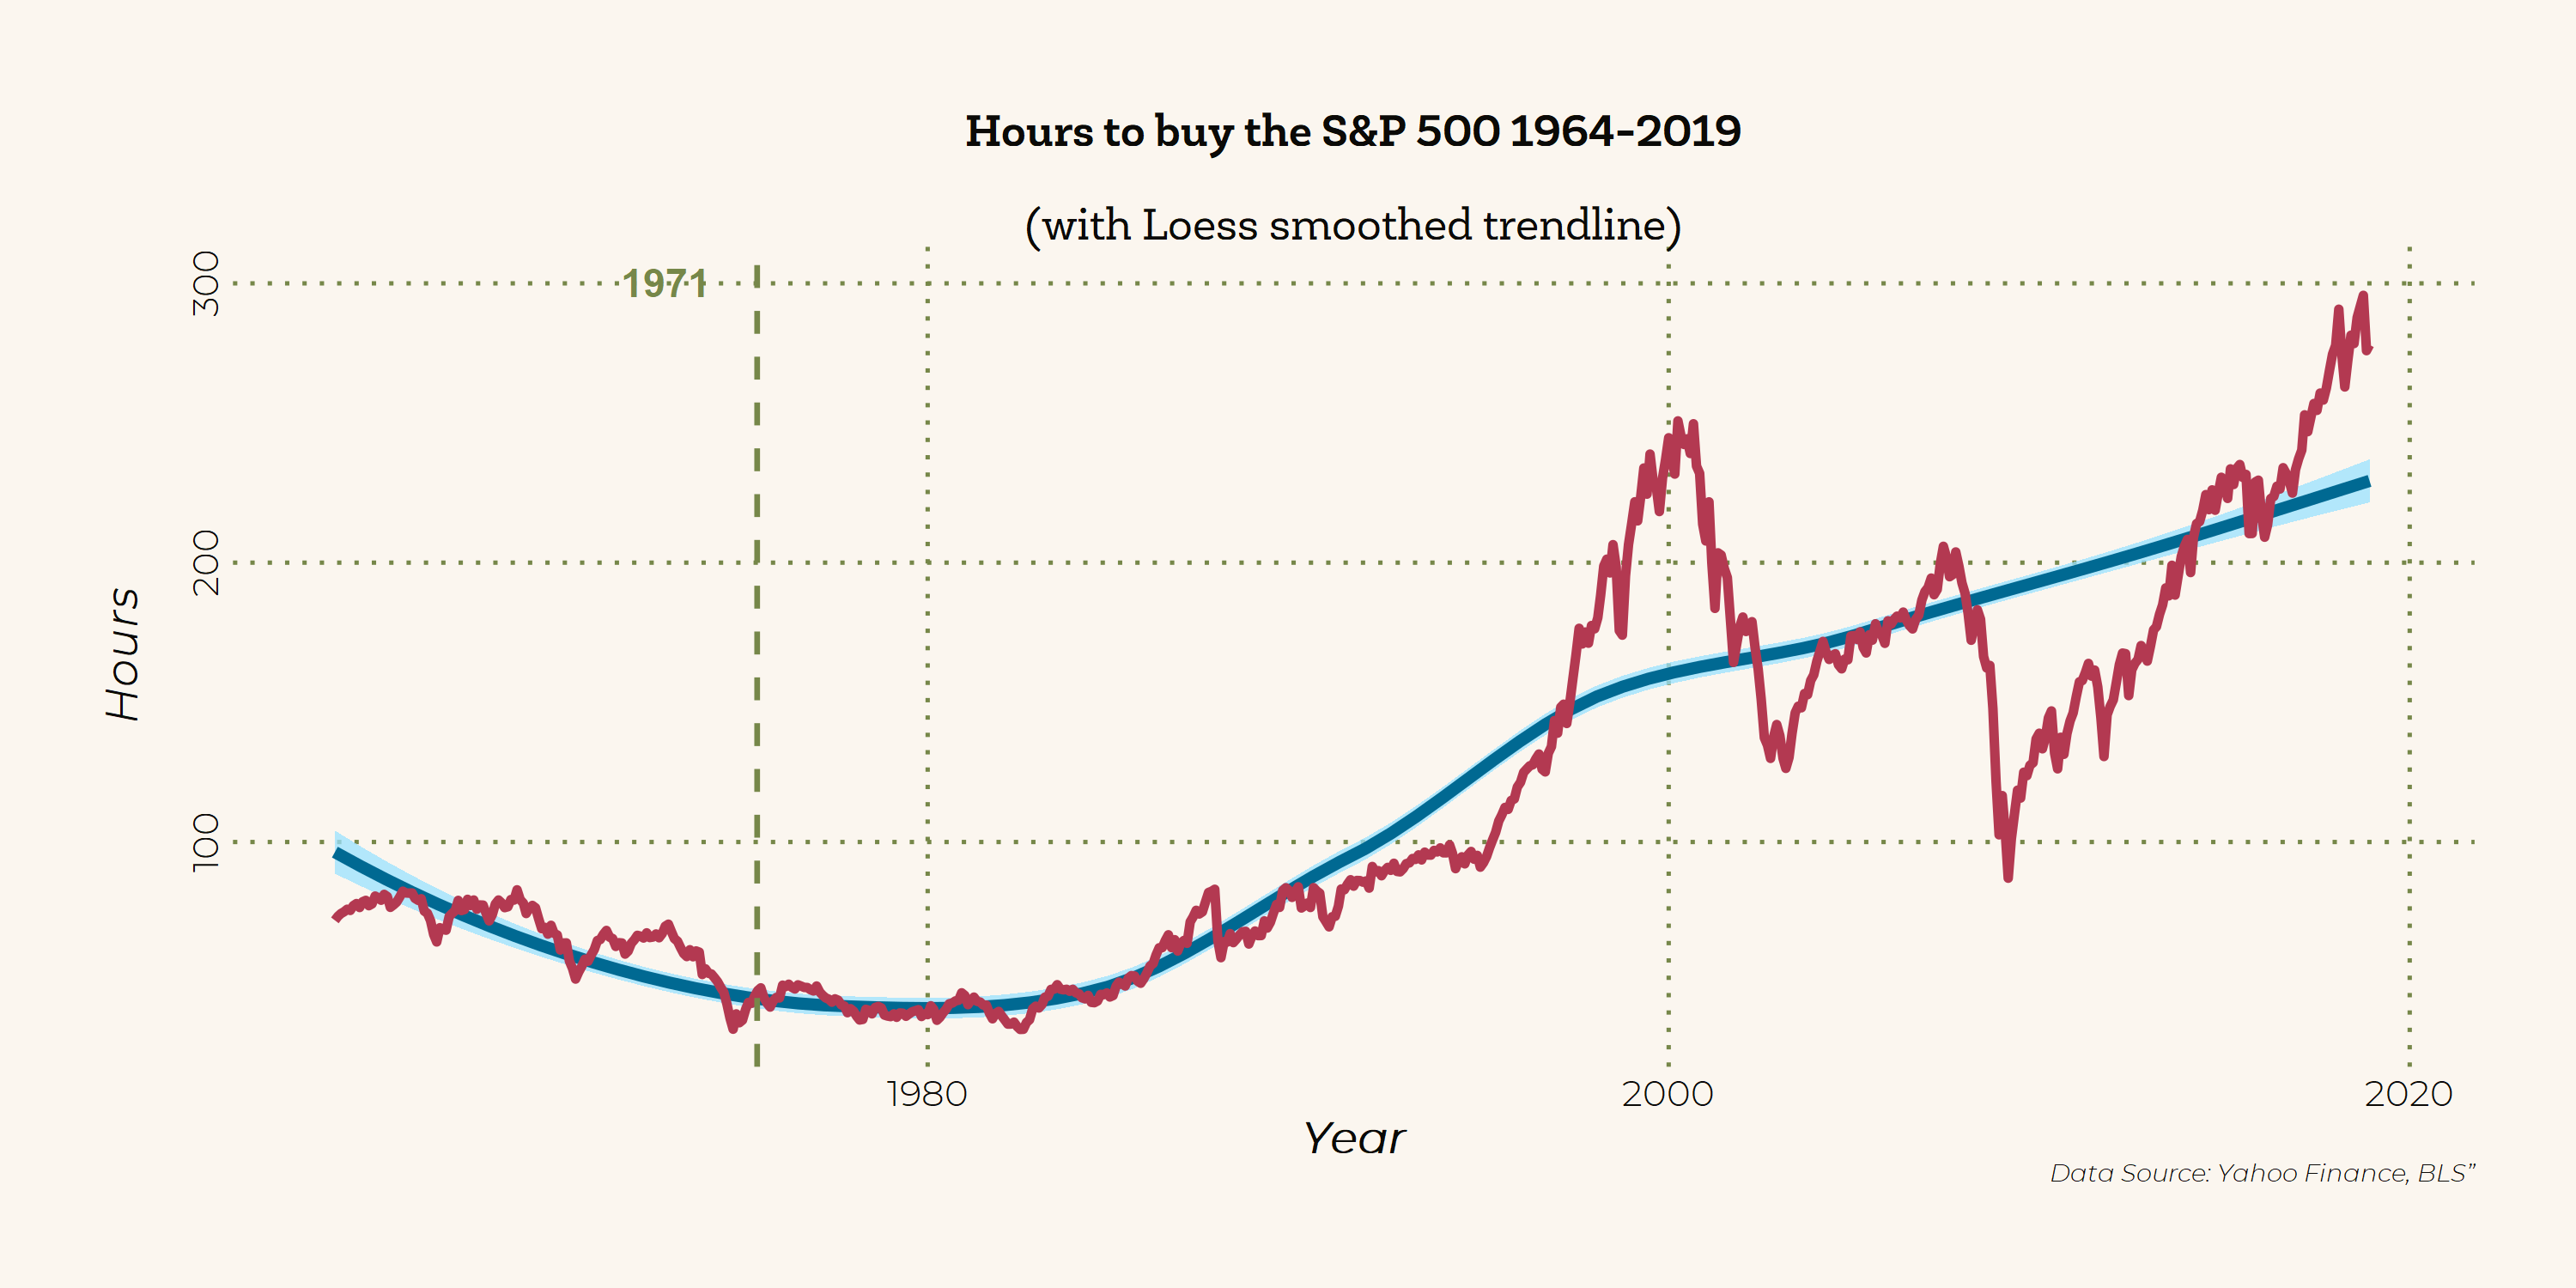 Hours to buy the S&P 500 1964-2019
(with Loess smoothed trendline)
300
200
100
Hours
1971
1980
2000
2020
Year
Data Source: Yahoo Finance, BLS”